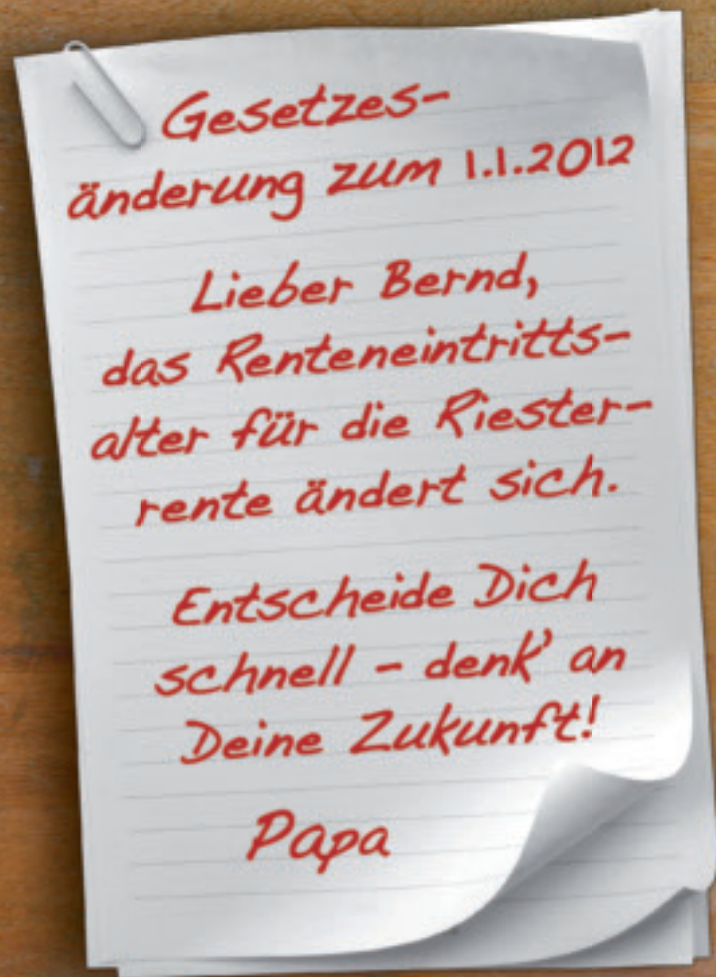 Gesetzes-
änderung zum 1.1.2012
Lieber Bernd,
das Renteneintritts-
alter für die Riester-
rente ändert sich.
Entscheide Dich
schnell - denk' an
Deine Zukunft!
Papa